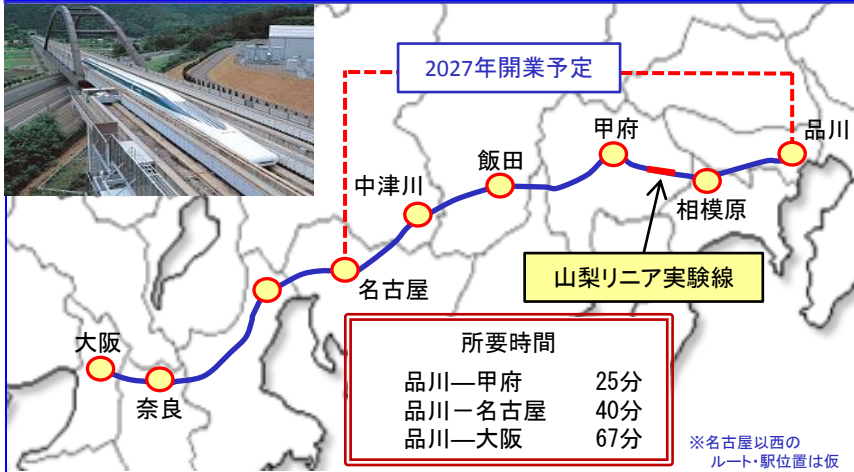 2027年開業予定
品川
甲府
飯田
中津川
相模原
名古屋
山梨リニア実験線
大阪
奈良
所要時間
品川―甲府 25分
品川－名古屋 40分
品川―大阪 67分
※名古屋以西の
ルート・駅位置は仮